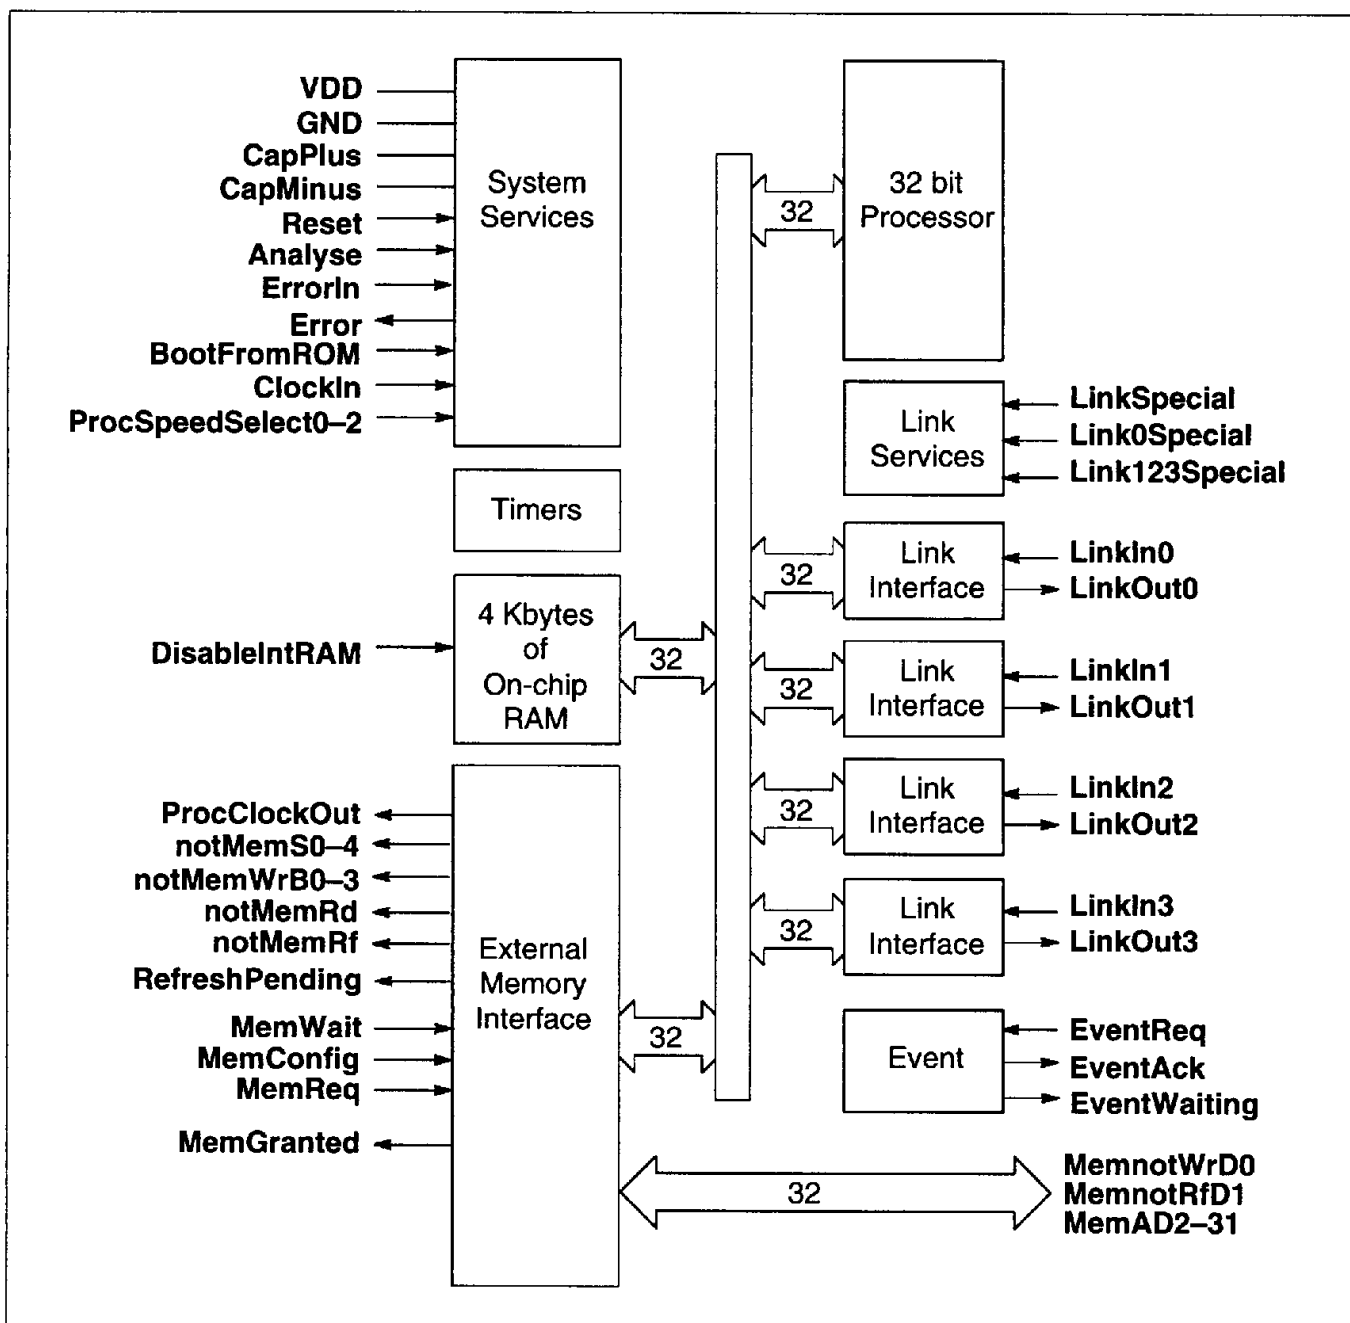 VDD
GND
CapPlus
CapMinus
Reset
Analyse
ErrorIn
Error
BootFromROM
ClockIn
ProcSpeedSelect0–2
System
Services
Timers
DisableIntRAM
4 Kbytes
of
On-chip
RAM
32
ProcClockOut
notMemS0–4
notMemWrB0–3
notMemRd
notMemRf
RefreshPending
MemWait
MemConfig
MemReq
MemGranted
External
Memory
Interface
32
32
32 bit
Processor
Link
Services
LinkSpecial
Link0Special
Link123Special
32
Link
Interface
LinkIn0
LinkOut0
32
Link
Interface
LinkIn1
LinkOut1
32
Link
Interface
LinkIn2
LinkOut2
32
Link
Interface
LinkIn3
LinkOut3
Event
EventReq
EventAck
EventWaiting
32
MemnotWrD0
MemnotRfD1
MemAD2–31